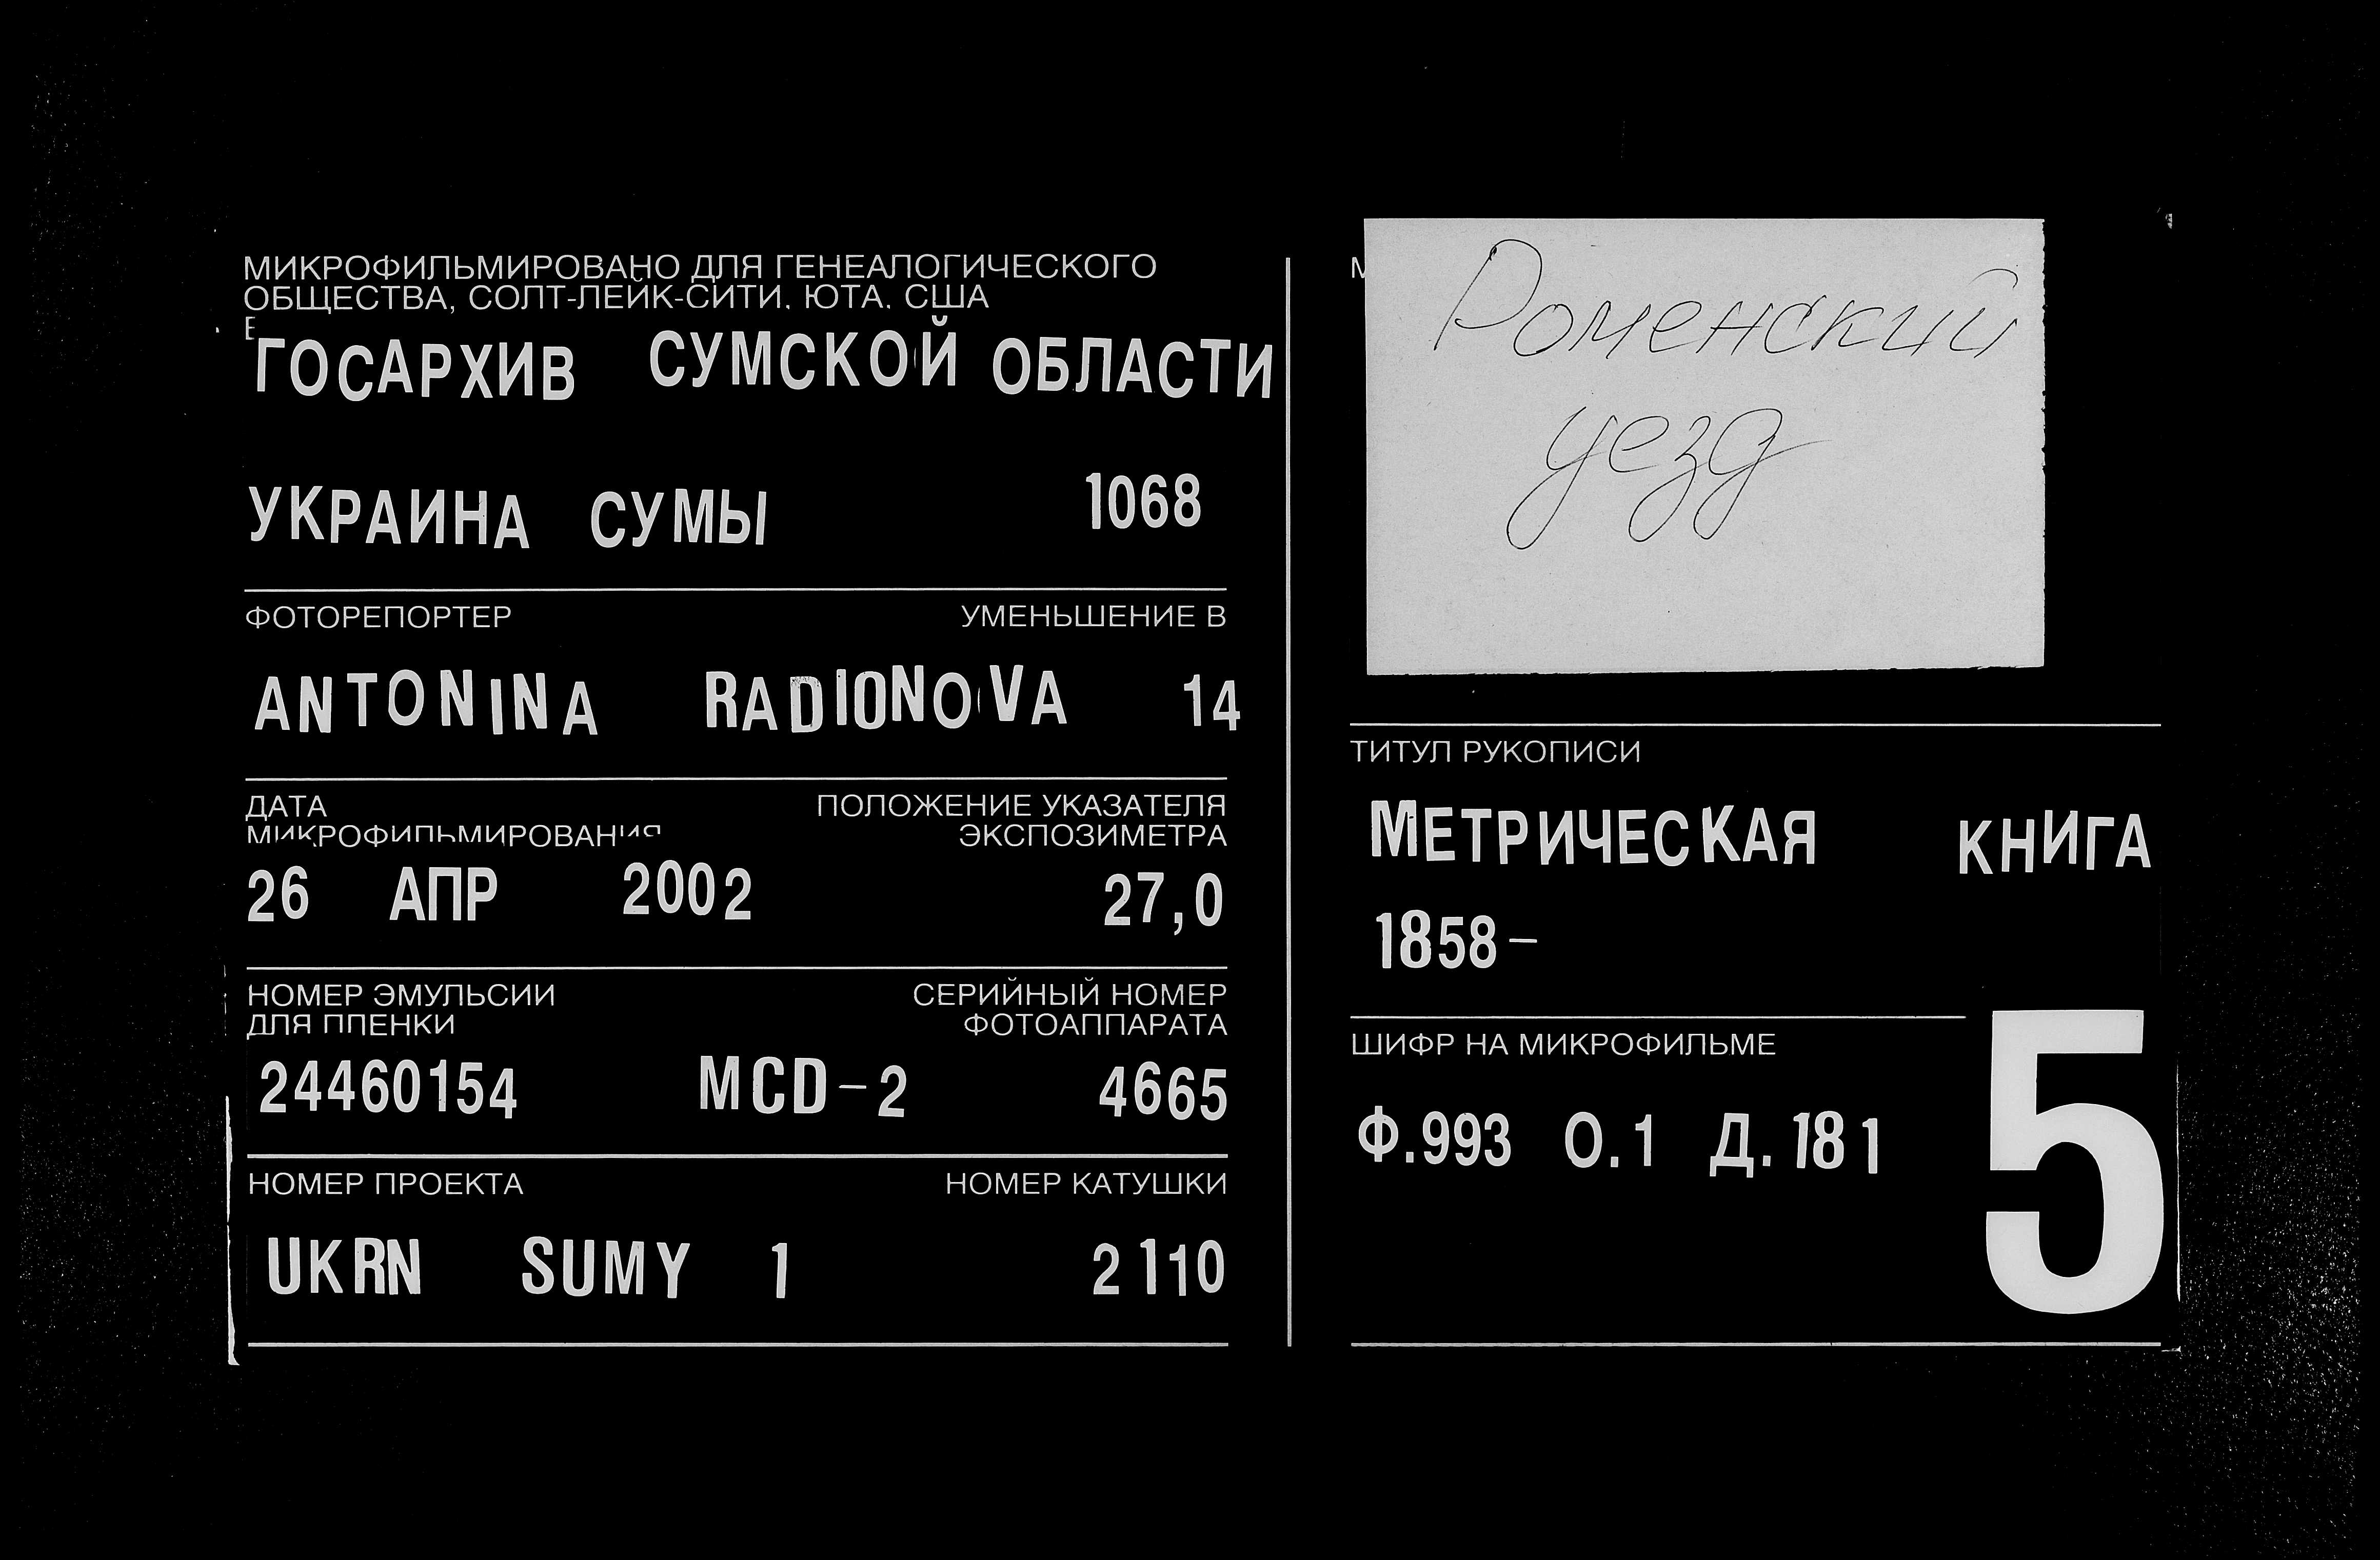 МИКРОФИЛЬМИРОВАНО ДЛЯ ГЕНЕАЛОГИЧЕСКОГО
ОБЩЕСТВА, СОЛТ-ЛЕЙК-СИТИ, ЮТА, США
ГОСАРХИВ СУМСКОЙ ОБЛАСТИ
УКРАИНА СУМЫ 1068
ФОТОРЕПОРТЕР УМЕНЬШЕНИЕ В
ANTONINA RADIONOVA 14
ДАТА ПОЛОЖЕНИЕ УКАЗАТЕЛЯ
МИКРОФИЛЬМИРОВАНИЯ ЭКСПОЗИМЕТРА
26 АПР 2002 27,0
НОМЕР ЭМУЛЬСИИ СЕРИЙНЫЙ НОМЕР
ДЛЯ ПЛЕНКИ ФОТОАППАРАТА
24460154 MCD-2 4665
НОМЕР ПРОЕКТА НОМЕР КАТУШКИ
UKRN SUMY 1 2110
Роменский
уезд
ТИТУЛ РУКОПИСИ
МЕТРИЧЕСКАЯ КНИГА
1858-
ШИФР НА МИКРОФИЛЬМЕ
Ф.993 О.1 Д.181
5